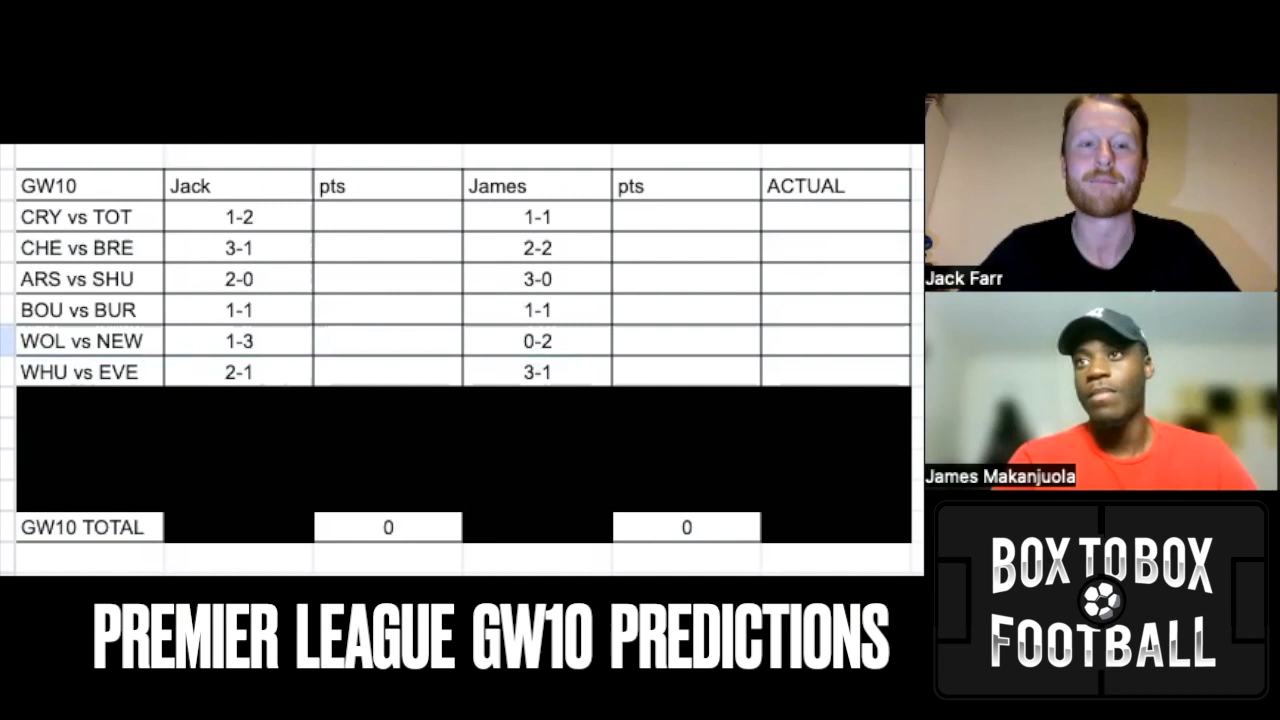 GW10 Jack pts James pts ACTUAL
CRY vs TOT 1-2 1-1
CHE vs BRE 3-1 2-2
ARS vs SHU 2-0 3-0
BOU vs BUR 1-1 1-1
WOL vs NEW 1-3 0-2
WHU vs EVE 2-1 3-1
GW10 TOTAL 0 0
PREMIER LEAGUE GW10 PREDICTIONS
Jack Farr
James Makanjuola
BOX TO BOX
FOOTBALL